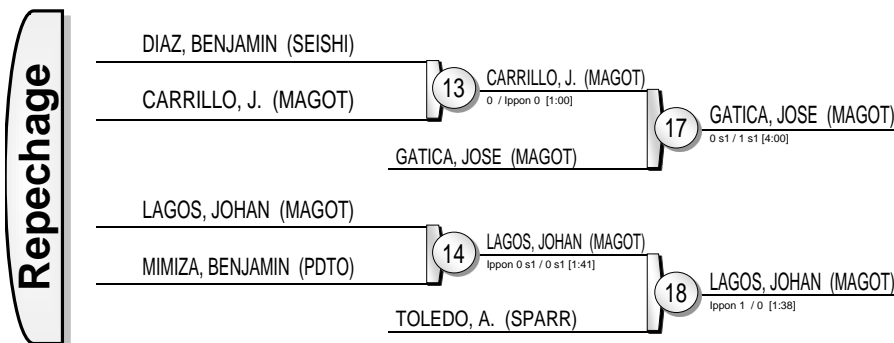 Repechage
DIAZ, BENJAMIN (SEISHI)
CARRILLO, J. (MAGOT)
13
CARRILLO, J. (MAGOT)
0 / Ippon 0 [1:00]
GATICA, JOSE (MAGOT)
17
GATICA, JOSE (MAGOT)
0 s1 / 1 s1 [4:00]
LAGOS, JOHAN (MAGOT)
MIMIZA, BENJAMIN (PDTO)
14
LAGOS, JOHAN (MAGOT)
Ippon 0 s1 / 0 s1 [1:41]
TOLEDO, A. (SPARR)
18
LAGOS, JOHAN (MAGOT)
Ippon 1 / 0 [1:38]